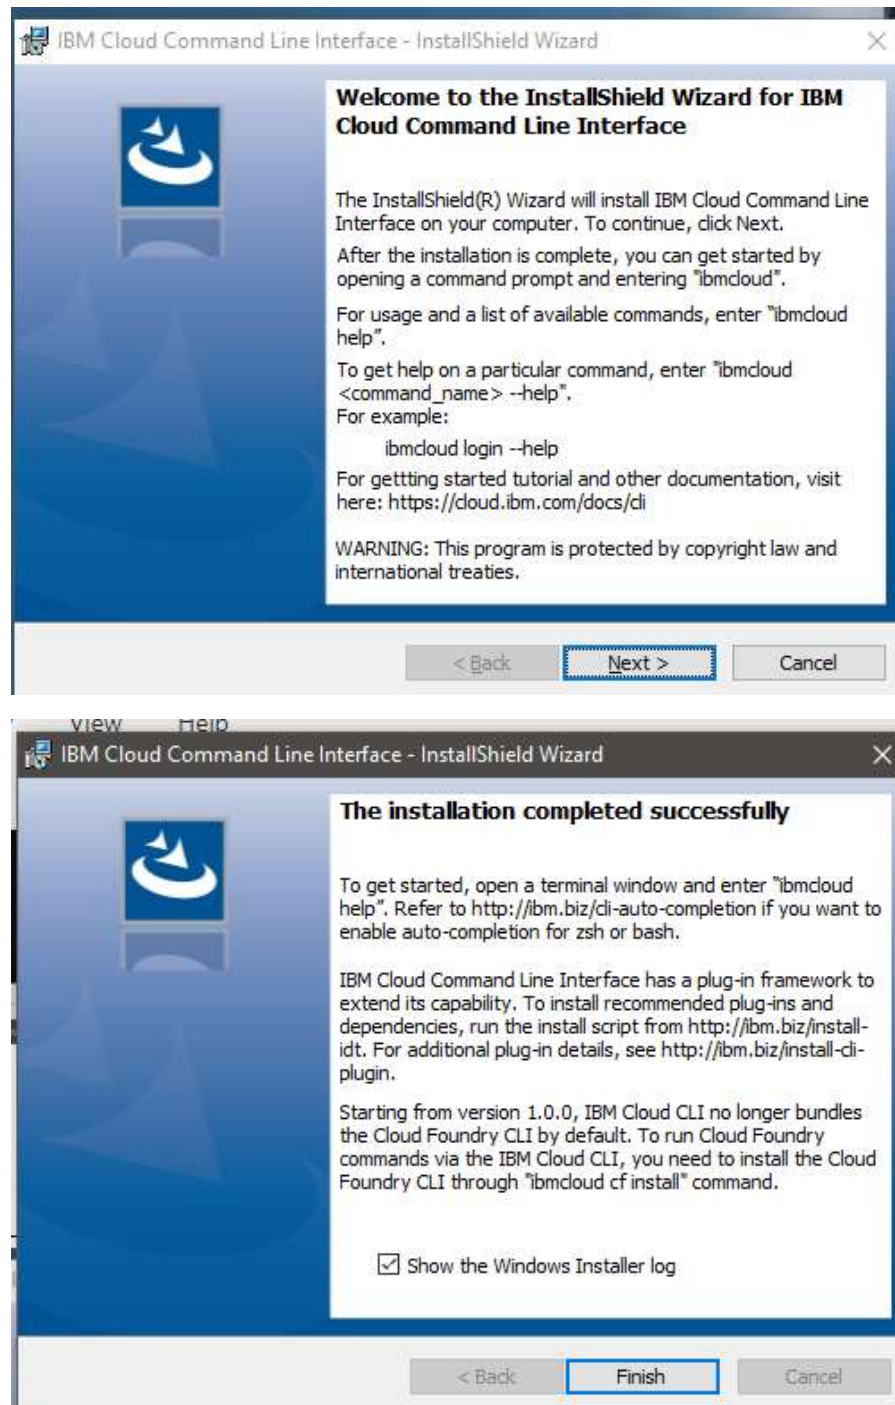 IBM Cloud Command Line Interface - InstallShield Wizard
Welcome to the InstallShield Wizard for IBM
Cloud Command Line Interface
The InstallShield(R) Wizard will install IBM Cloud Command Line
Interface on your computer. To continue, click Next.
After the installation is complete, you can get started by
opening a command prompt and entering "ibmcloud".
For usage and a list of available commands, enter "ibmcloud
help”.
To get help on a particular command, enter "ibmcloud
<command_name> --help".
For example:
ibmcloud login --help
For gettting started tutorial and other documentation, visit
here: https://cloud.ibm.com/docs/cli
WARNING: This program is protected by copyright law and
international treaties.
< Back
Next >
Cancel
View Help
IBM Cloud Command Line Interface - InstallShield Wizard
The installation completed successfully
To get started, open a terminal window and enter "ibmcloud
help”. Refer to http://ibm.biz/cli-auto-completion if you want to
enable auto-completion for zsh or bash.
IBM Cloud Command Line Interface has a plug-in framework to
extend its capability. To install recommended plug-ins and
dependencies, run the install script from http://ibm.biz/install-
idt. For additional plug-in details, see http://ibm.biz/install-cli-
plugin.
Starting from version 1.0.0, IBM Cloud CLI no longer bundles
the Cloud Foundry CLI by default. To run Cloud Foundry
commands via the IBM Cloud CLI, you need to install the Cloud
Foundry CLI through "ibmcloud cf install" command.
Show the Windows Installer log
< Back
Finish
Cancel